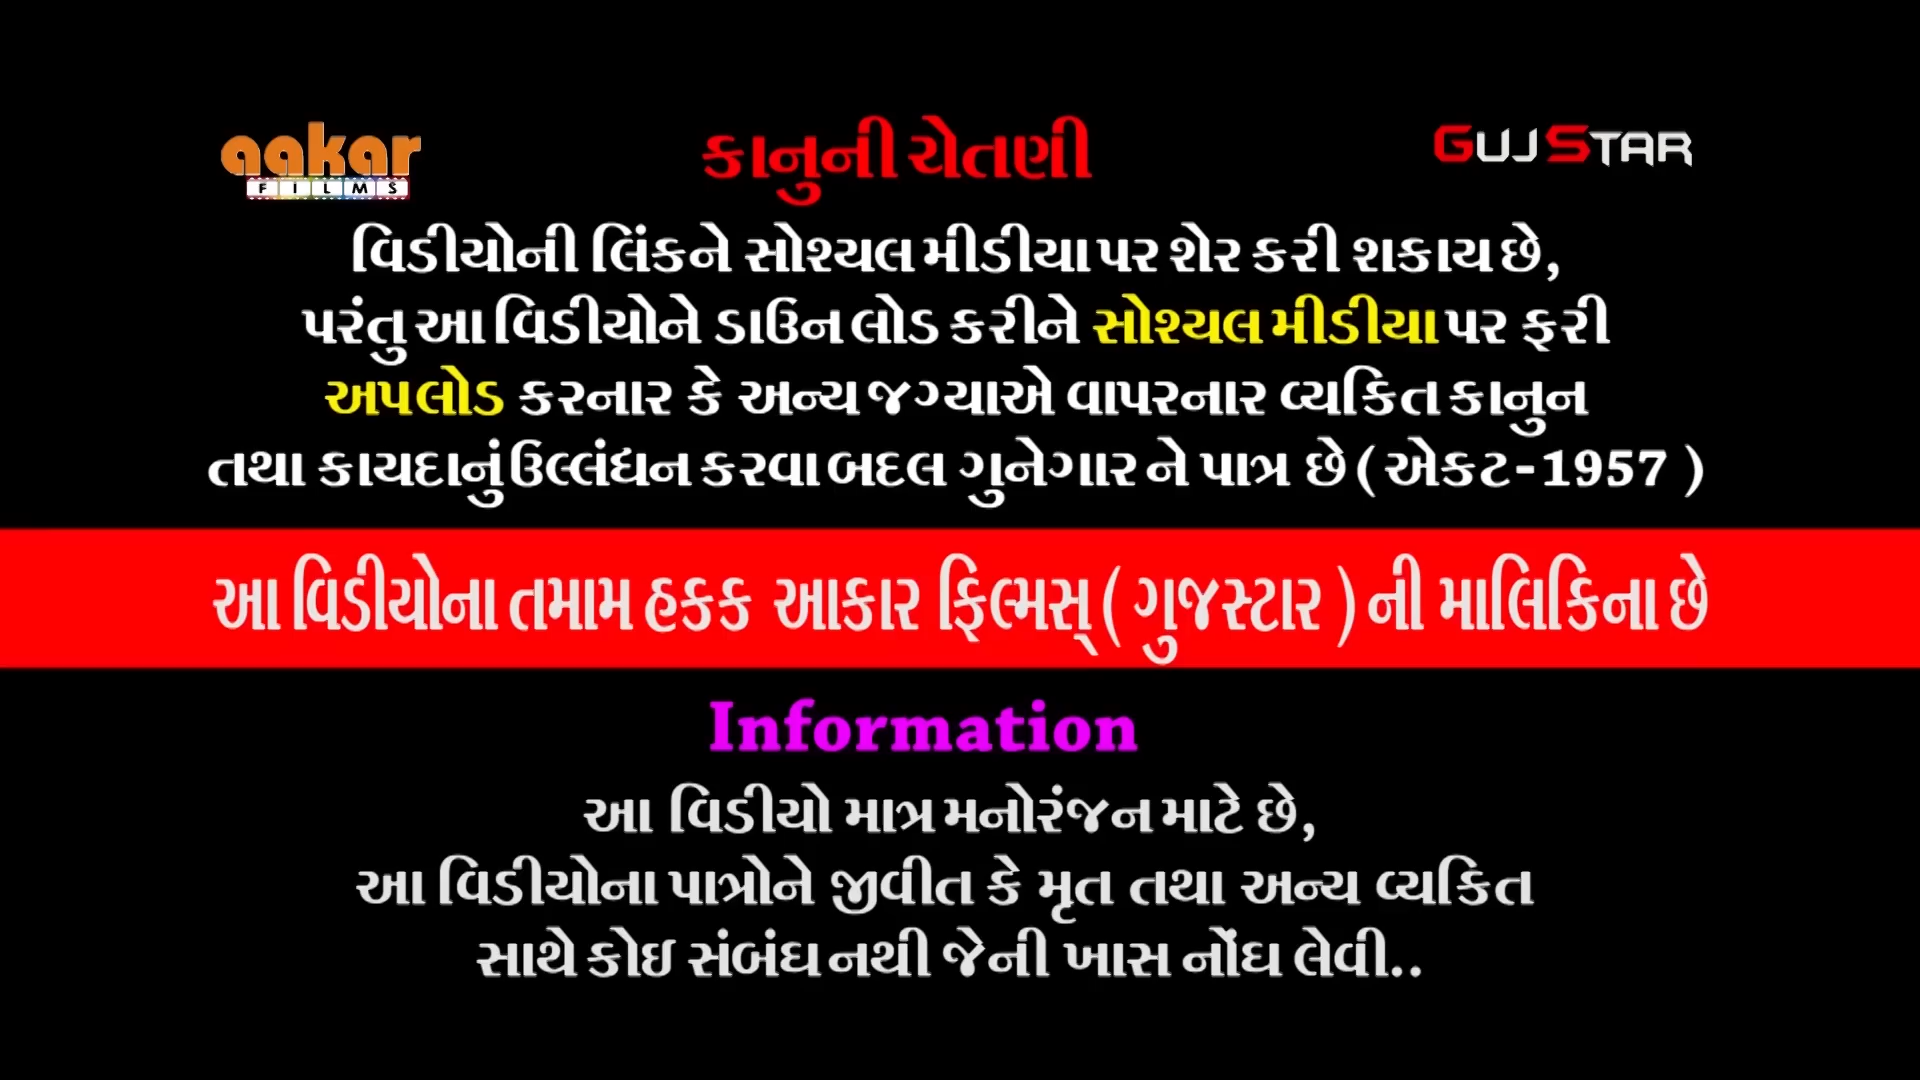 aakar
FILMS
કાનુની ચેતણી
GUJSTAR
વિડીયોની લિંકને સોશ્યલ મીડીયા પર શેર કરી શકાય છે,
પરંતુ આ વિડીયોને ડાઉનલોડ કરીને સોશ્યલ મીડીયા પર ફરી
અપલોડ કરનાર કે અન્ય જગ્યાએ વાપરનાર વ્યકિત કાનુન
તથા કાયદાનું ઉલ્લંઘન કરવા બદલ ગુનેગાર ને પાત્ર છે ( એકટ-1957 )
આ વિડીયોના તમામ હકક આકાર ફિલ્મસ્ ( ગુજસ્ટાર ) ની માલિકિના છે
Information
આ વિડીયો માત્ર મનોરંજન માટે છે,
આ વિડીયોના પાત્રોને જીવીત કે મૃત તથા અન્ય વ્યકિત
સાથે કોઇ સંબંઘ નથી જેની ખાસ નોંઘ લેવી..